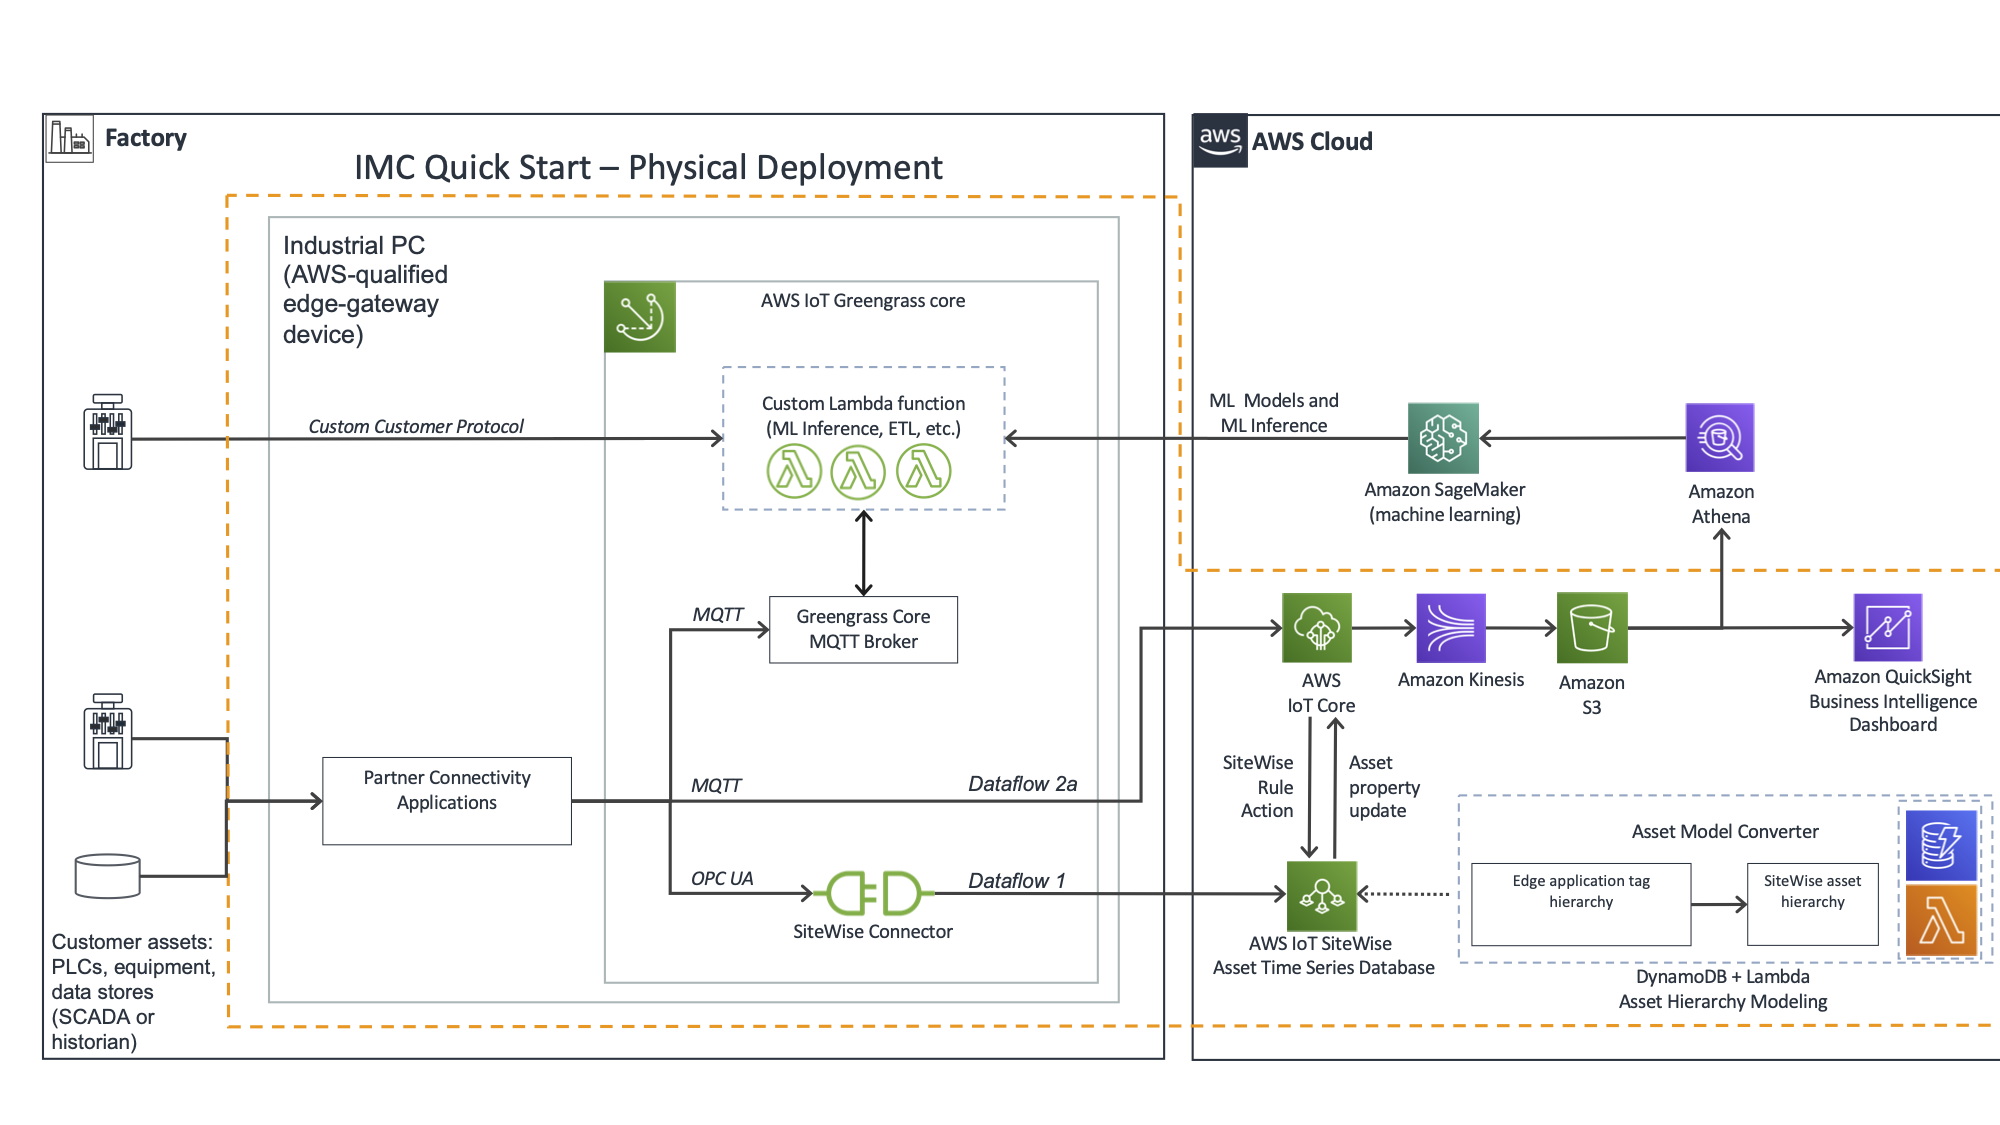 Factory
IMC Quick Start – Physical Deployment
aws
AWS Cloud
Industrial PC
(AWS-qualified
edge-gateway
device)
AWS IoT Greengrass core
Custom Customer Protocol
Custom Lambda function
(ML Inference, ETL, etc.)
ML Models and
ML Inference
Amazon SageMaker
(machine learning)
Amazon
Athena
MQTT
Greengrass Core
MQTT Broker
AWS
IoT Core
Amazon Kinesis
Amazon
S3
Amazon QuickSight
Business Intelligence
Dashboard
Partner Connectivity
Applications
MQTT
Dataflow 2a
SiteWise
Rule
Action
Asset
property
update
OPC UA
Dataflow 1
SiteWise Connector
AWS IoT SiteWise
Asset Time Series Database
Asset Model Converter
Edge application tag
hierarchy
SiteWise asset
hierarchy
DynamoDB + Lambda
Asset Hierarchy Modeling
Customer assets:
PLCs, equipment,
data stores
(SCADA or
historian)